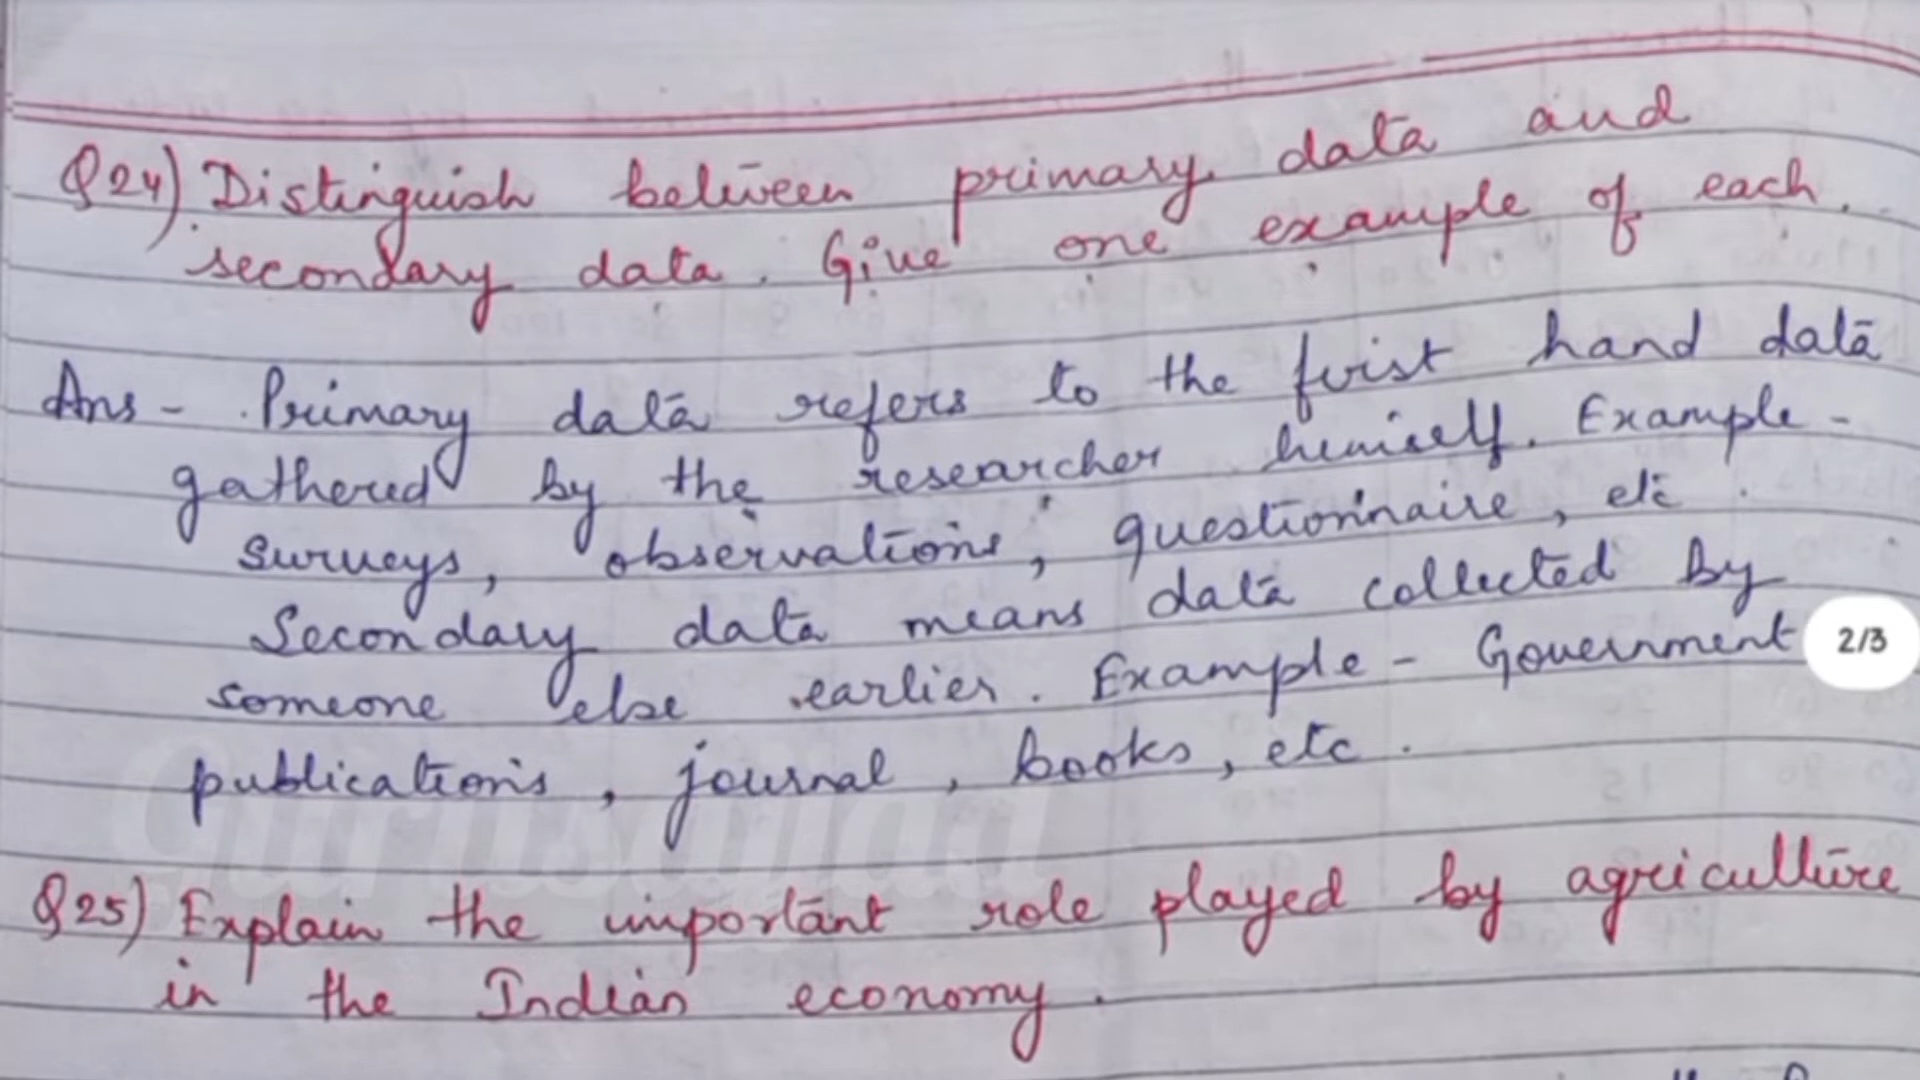 Q24) Distinguish between primary data and
secondary data. Give one example of each.
Ans - Primary data refers to the first hand data
gathered by the researcher himself. Example -
surveys, observations, questionnaire, etc.
Secondary data means data collected by
someone else earlier. Example - Government
2/3
publications, journal, books, etc.
Q25) Explain the important role played by agriculture
in the Indian economy.